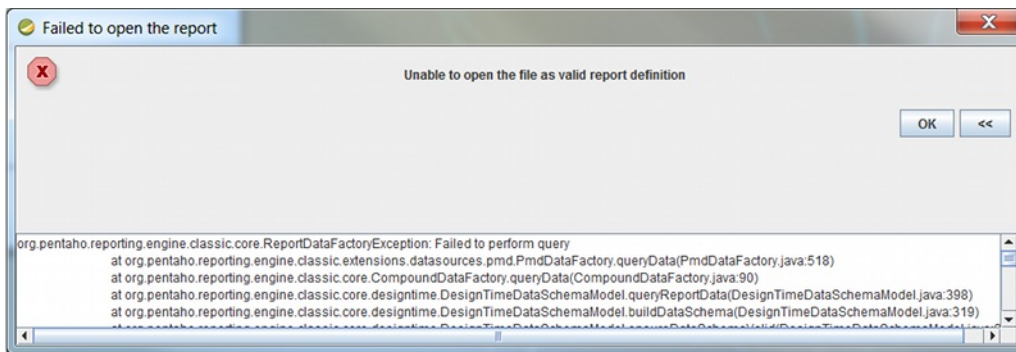 Failed to open the report
X
Unable to open the file as valid report definition
OK <<
org.pentaho.reporting.engine.classic.core.ReportDataFactoryException: Failed to perform query
at org.pentaho.reporting.engine.classic.extensions.datasources.pmd.PmdDataFactory.queryData(PmdDataFactory.java:518)
at org.pentaho.reporting.engine.classic.core.CompoundDataFactory.queryData(CompoundDataFactory.java:90)
at org.pentaho.reporting.engine.classic.core.designtime.DesignTimeDataSchemaModel.queryReportData(DesignTimeDataSchemaModel.java:398)
at org.pentaho.reporting.engine.classic.core.designtime.DesignTimeDataSchemaModel.buildDataSchema(DesignTimeDataSchemaModel.java:319)